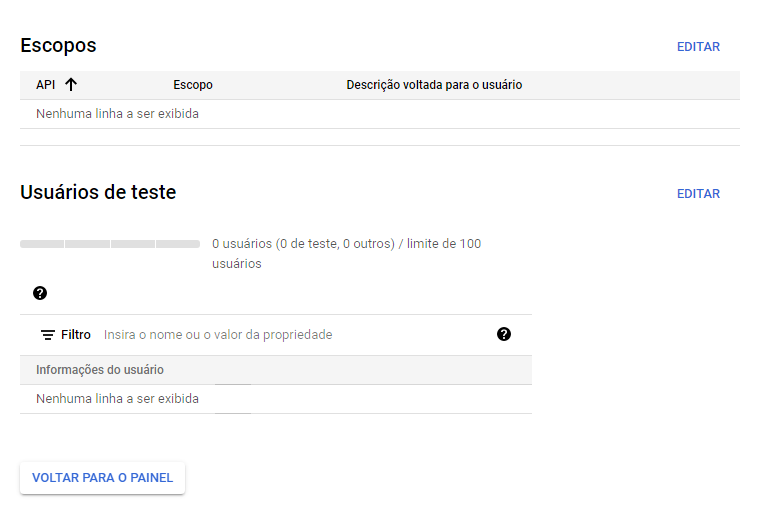 Escopos
EDITAR
API Escopo Descrição voltada para o usuário
Nenhuma linha a ser exibida
Usuários de teste
EDITAR
0 usuários (0 de teste, 0 outros) / limite de 100
usuários
Filtro Insira o nome ou o valor da propriedade
Informações do usuário
Nenhuma linha a ser exibida
VOLTAR PARA O PAINEL